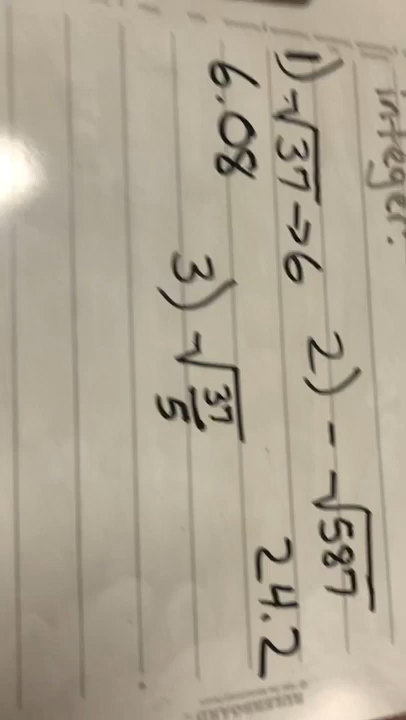 integer.
1) √37 → 6 2) - √587
6.08 24.2
3) √37/5